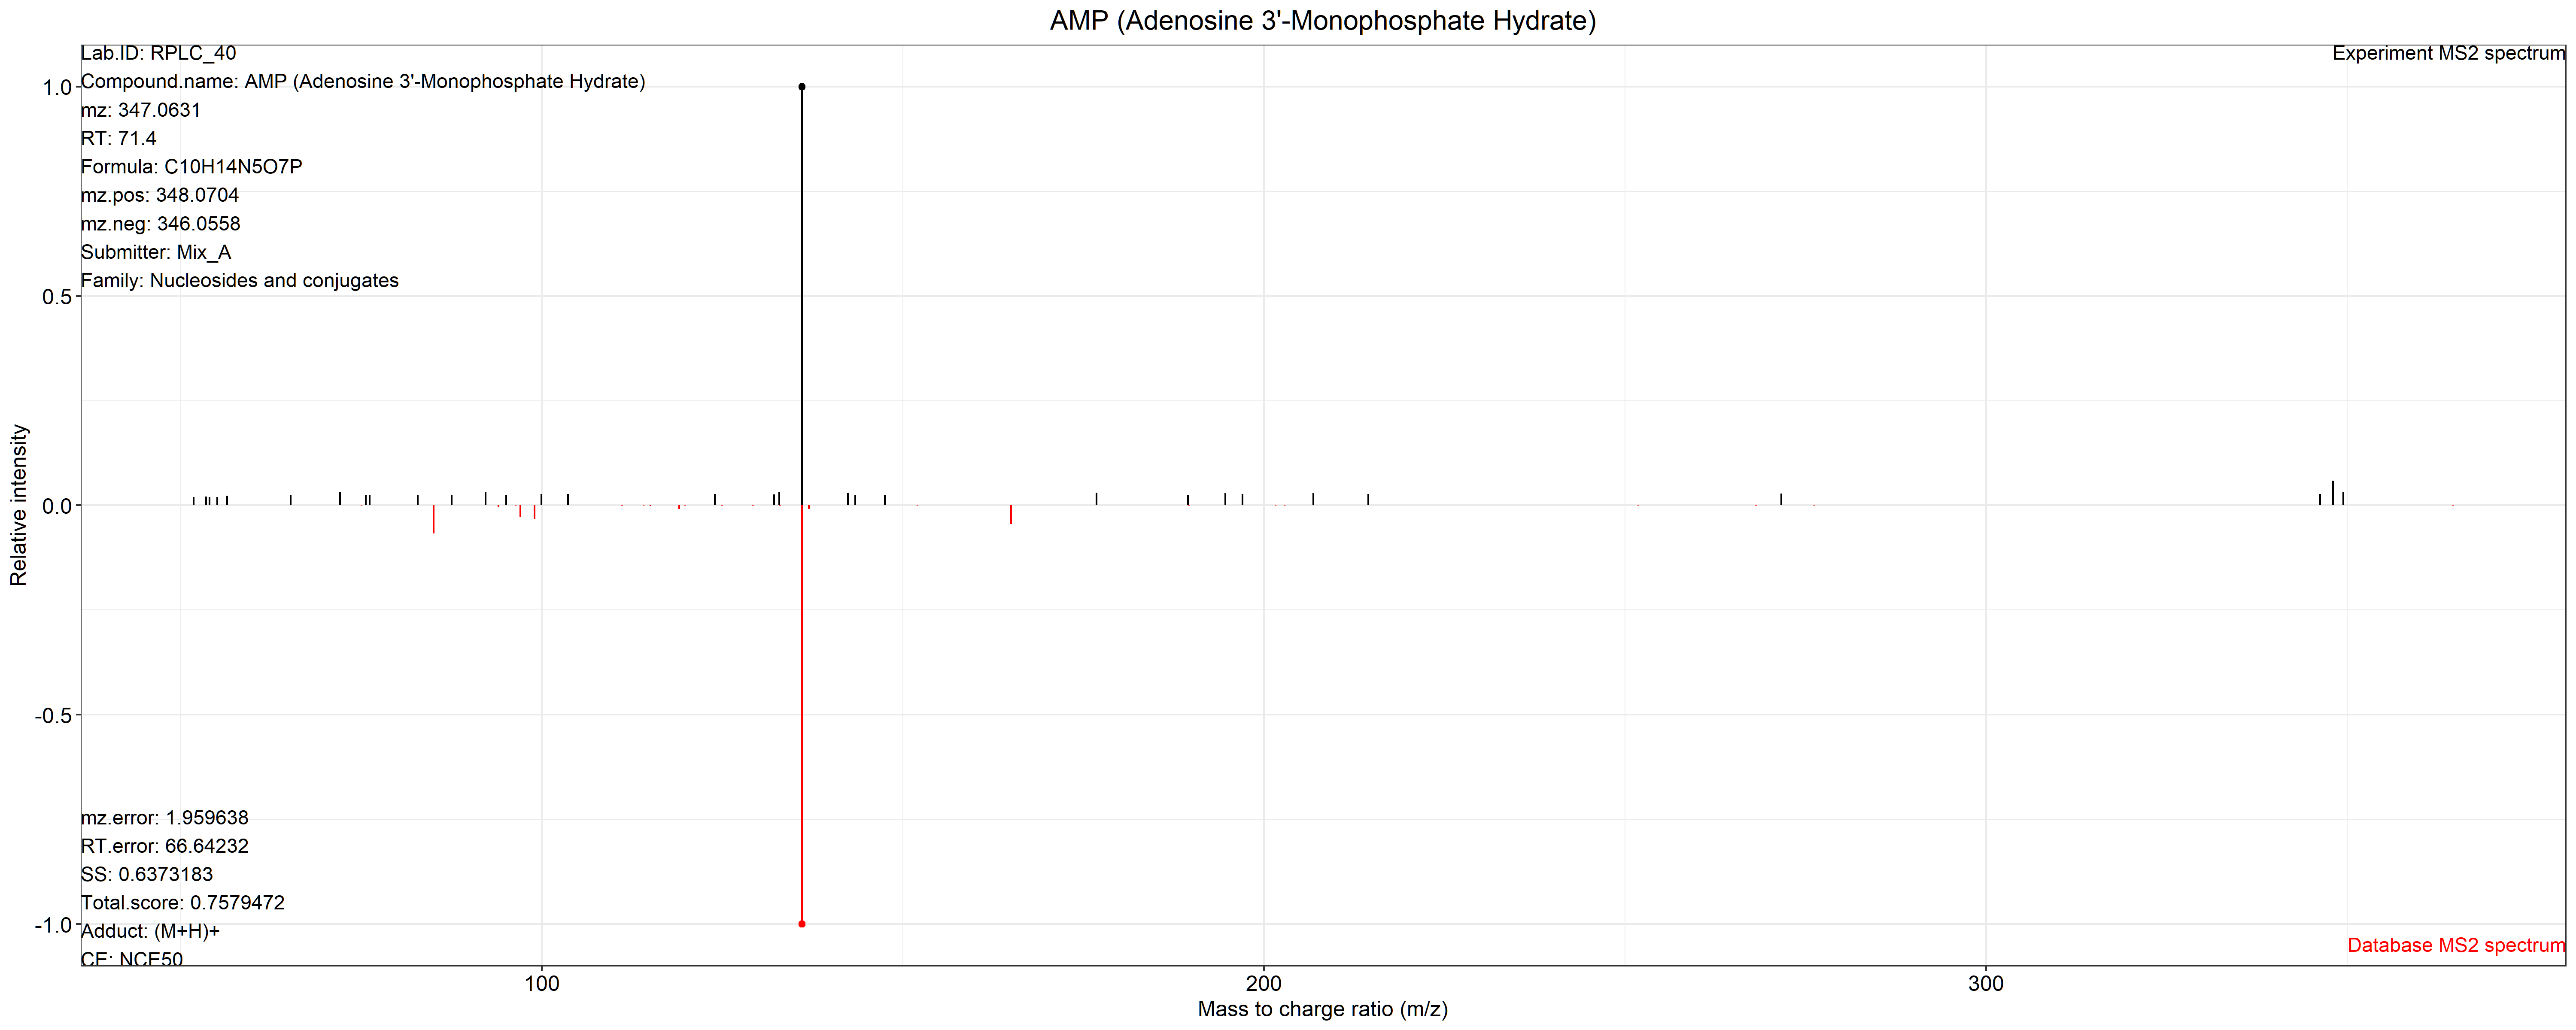 AMP (Adenosine 3'-Monophosphate Hydrate)
Lab.ID: RPLC_40
Experiment MS2 spectrum
Compound.name: AMP (Adenosine 3'-Monophosphate Hydrate)
mz: 347.0631
RT: 71.4
Formula: C10H14N5O7P
mz.pos: 348.0704
mz.neg: 346.0558
Submitter: Mix_A
Family: Nucleosides and conjugates
1.0
0.5
0.0
-0.5
-1.0
Relative intensity
mz.error: 1.959638
RT.error: 66.64232
SS: 0.6373183
Total.score: 0.7579472
Adduct: (M+H)+
CE: NCE50
Database MS2 spectrum
100
200
300
Mass to charge ratio (m/z)